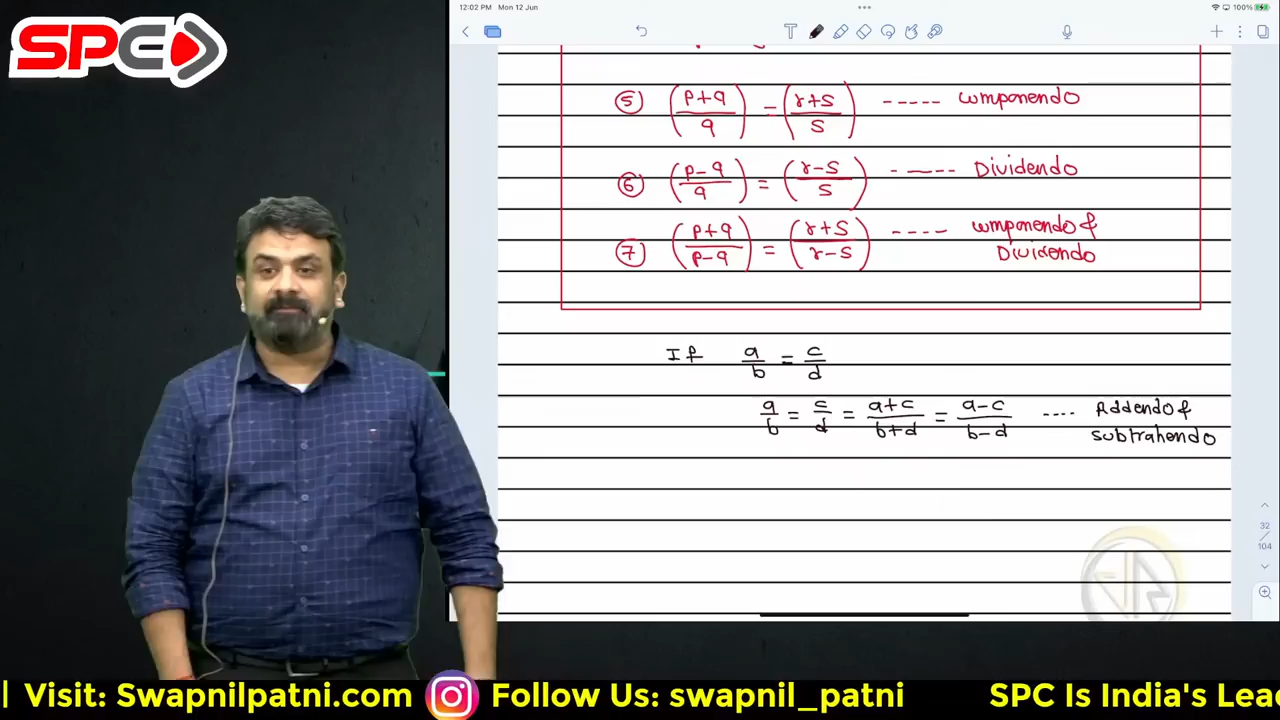 12:02 PM Mon 12 Jun
100%
SPC
T
⑤ (p+q/q) = (r+s/s) ----- componendo
⑥ (p-q/q) = (r-s/s) ---- Dividendo
⑦ (p+q/p-q) = (r+s/r-s) ---- componendo &
Dividendo
If a/b = c/d
a/b = c/d = a+c/b+d = a-c/b-d ---- Addendo &
subtrahendo
32
/
104
| Visit: Swapnilpatni.com Follow Us: swapnil_patni SPC Is India's Lea